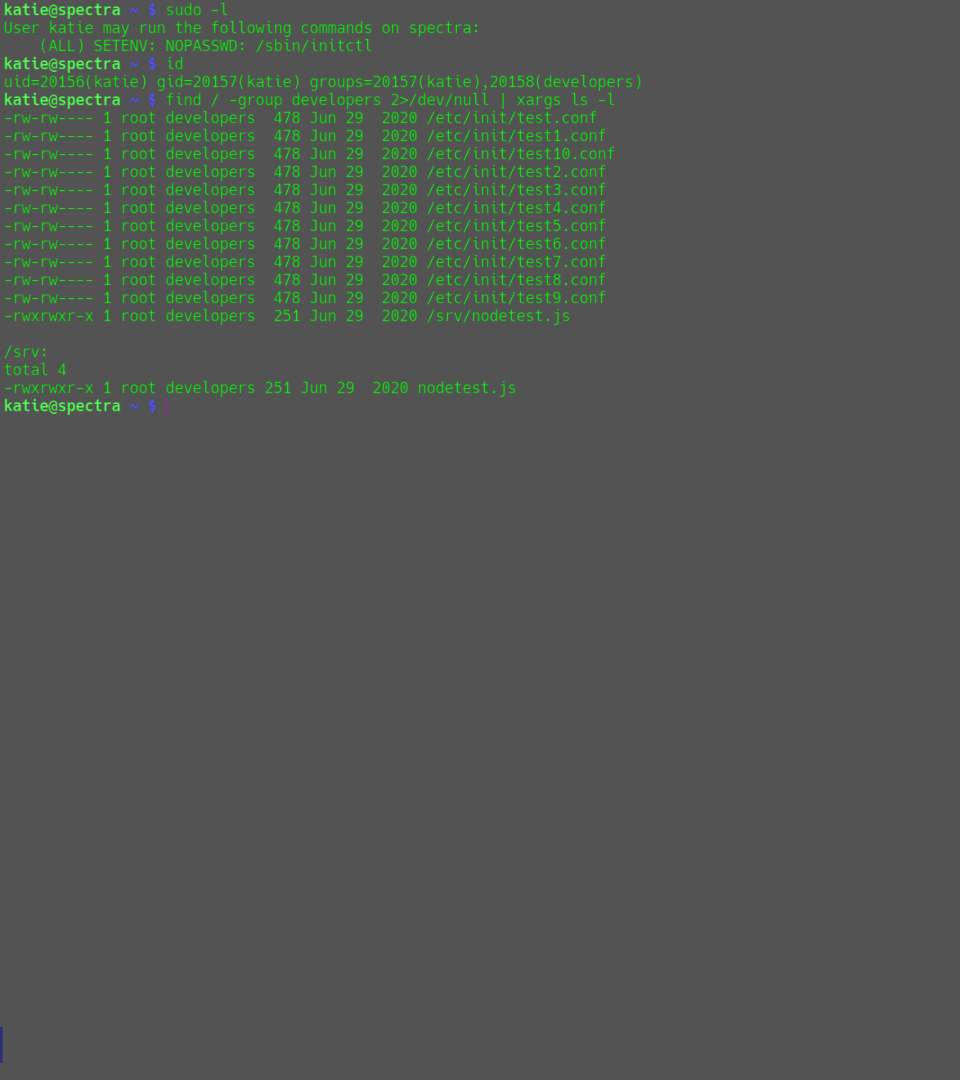 katie@spectra ~ $ sudo -l
User katie may run the following commands on spectra:
    (ALL) SETENV: NOPASSWD: /sbin/initctl
katie@spectra ~ $ id
uid=20156(katie) gid=20157(katie) groups=20157(katie),20158(developers)
katie@spectra ~ $ find / -group developers 2>/dev/null | xargs ls -l
-rw-rw---- 1 root developers  478 Jun 29  2020 /etc/init/test.conf
-rw-rw---- 1 root developers  478 Jun 29  2020 /etc/init/test1.conf
-rw-rw---- 1 root developers  478 Jun 29  2020 /etc/init/test10.conf
-rw-rw---- 1 root developers  478 Jun 29  2020 /etc/init/test2.conf
-rw-rw---- 1 root developers  478 Jun 29  2020 /etc/init/test3.conf
-rw-rw---- 1 root developers  478 Jun 29  2020 /etc/init/test4.conf
-rw-rw---- 1 root developers  478 Jun 29  2020 /etc/init/test5.conf
-rw-rw---- 1 root developers  478 Jun 29  2020 /etc/init/test6.conf
-rw-rw---- 1 root developers  478 Jun 29  2020 /etc/init/test7.conf
-rw-rw---- 1 root developers  478 Jun 29  2020 /etc/init/test8.conf
-rw-rw---- 1 root developers  478 Jun 29  2020 /etc/init/test9.conf
-rwxrwxr-x 1 root developers  251 Jun 29  2020 /srv/nodetest.js

/srv:
total 4
-rwxrwxr-x 1 root developers 251 Jun 29  2020 nodetest.js
katie@spectra ~ $